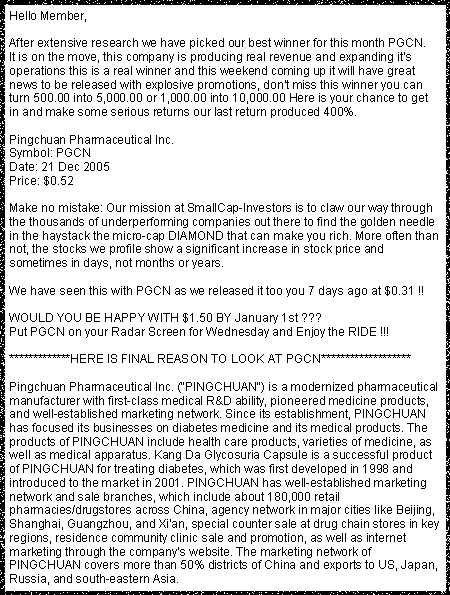 Hello Member,
After extensive research we have picked our best winner for this month PGCN.
It is on the move, this company is producing real revenue and expanding it's
operations this is a real winner and this weekend coming up it will have great
news to be released with explosive promotions, don't miss this winner you can
turn 500.00 into 5,000.00 or 1,000.00 into 10,000.00 Here is your chance to get
in and make some serious returns our last return produced 400%.
Pingchuan Pharmaceutical Inc.
Symbol: PGCN
Date: 21 Dec 2005
Price: $0.52
Make no mistake: Our mission at SmallCap-Investors is to claw our way through
the thousands of underperforming companies out there to find the golden needle
in the haystack the micro-cap DIAMOND that can make you rich. More often than
not, the stocks we profile show a significant increase in stock price and
sometimes in days, not months or years.
We have seen this with PGCN as we released it too you 7 days ago at $0.31 !!
WOULD YOU BE HAPPY WITH $1.50 BY January 1st ???
Put PGCN on your Radar Screen for Wednesday and Enjoy the RIDE !!!
*************HERE IS FINAL REASON TO LOOK AT PGCN*******************
Pingchuan Pharmaceutical Inc. ("PINGCHUAN") is a modernized pharmaceutical
manufacturer with first-class medical R&D ability, pioneered medicine products,
and well-established marketing network. Since its establishment, PINGCHUAN
has focused its businesses on diabetes medicine and its medical products. The
products of PINGCHUAN include health care products, varieties of medicine, as
well as medical apparatus. Kang Da Glycosuria Capsule is a successful product
of PINGCHUAN for treating diabetes, which was first developed in 1998 and
introduced to the market in 2001. PINGCHUAN has well-established marketing
network and sale branches, which include about 180,000 retail
pharmacies/drugstores across China, agency network in major cities like Beijing,
Shanghai, Guangzhou, and Xi'an, special counter sale at drug chain stores in key
regions, residence community clinic sale and promotion, as well as internet
marketing through the company's website. The marketing network of
PINGCHUAN covers more than 50% districts of China and exports to US, Japan,
Russia, and south-eastern Asia.